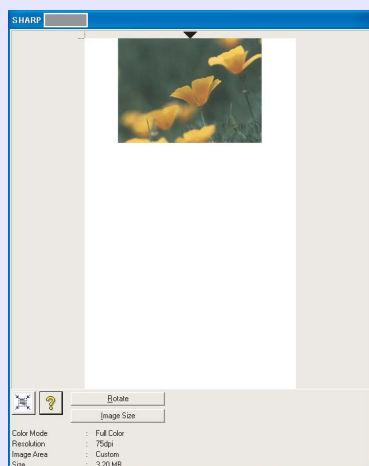 SHARP
?
Rotate
Image Size
Color Mode : Full Color
Resolution : 75dpi
Image Area : Custom
Size : 3.20 MB